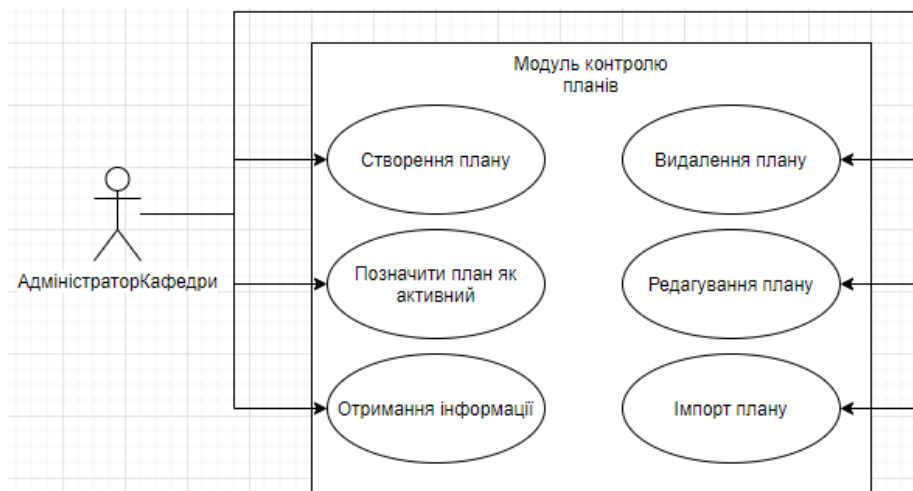 Модуль контролю
планів
Створення плану
Видалення плану
АдміністраторКафедри
Позначити план як
активний
Редагування плану
Отримання інформації
Імпорт плану